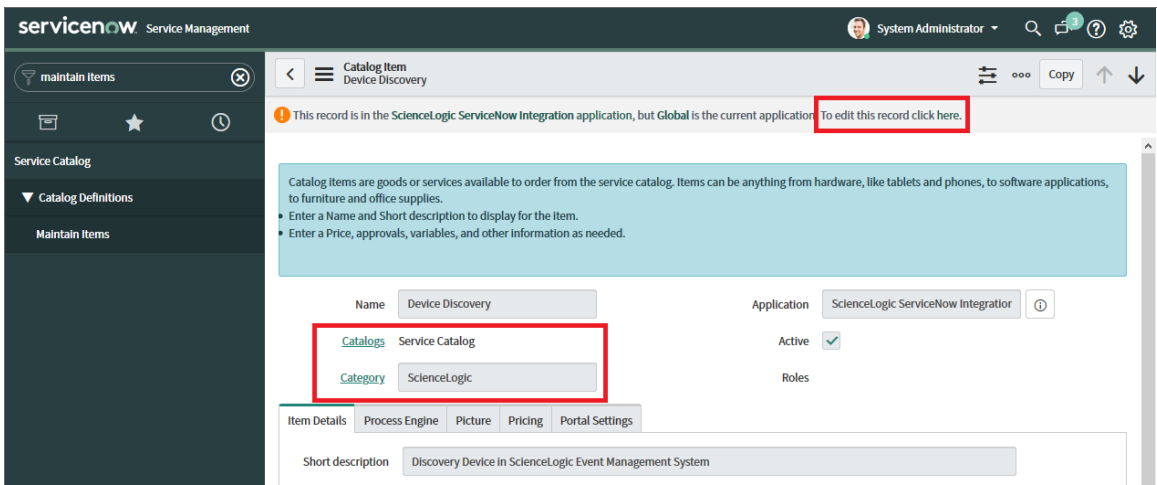 servicenow. Service Management
System Administrator
3
maintain items
Service Catalog
Catalog Definitions
Maintain Items
Catalog Item
Device Discovery
Copy
This record is in the ScienceLogic ServiceNow Integration application, but Global is the current application. To edit this record click here.
Catalog items are goods or services available to order from the service catalog. Items can be anything from hardware, like tablets and phones, to software applications,
to furniture and office supplies.
• Enter a Name and Short description to display for the item.
• Enter a Price, approvals, variables, and other information as needed.
Name Device Discovery
Application ScienceLogic ServiceNow Integration
Catalogs Service Catalog
Active
Category ScienceLogic
Roles
Item Details Process Engine Picture Pricing Portal Settings
Short description Discovery Device in ScienceLogic Event Management System